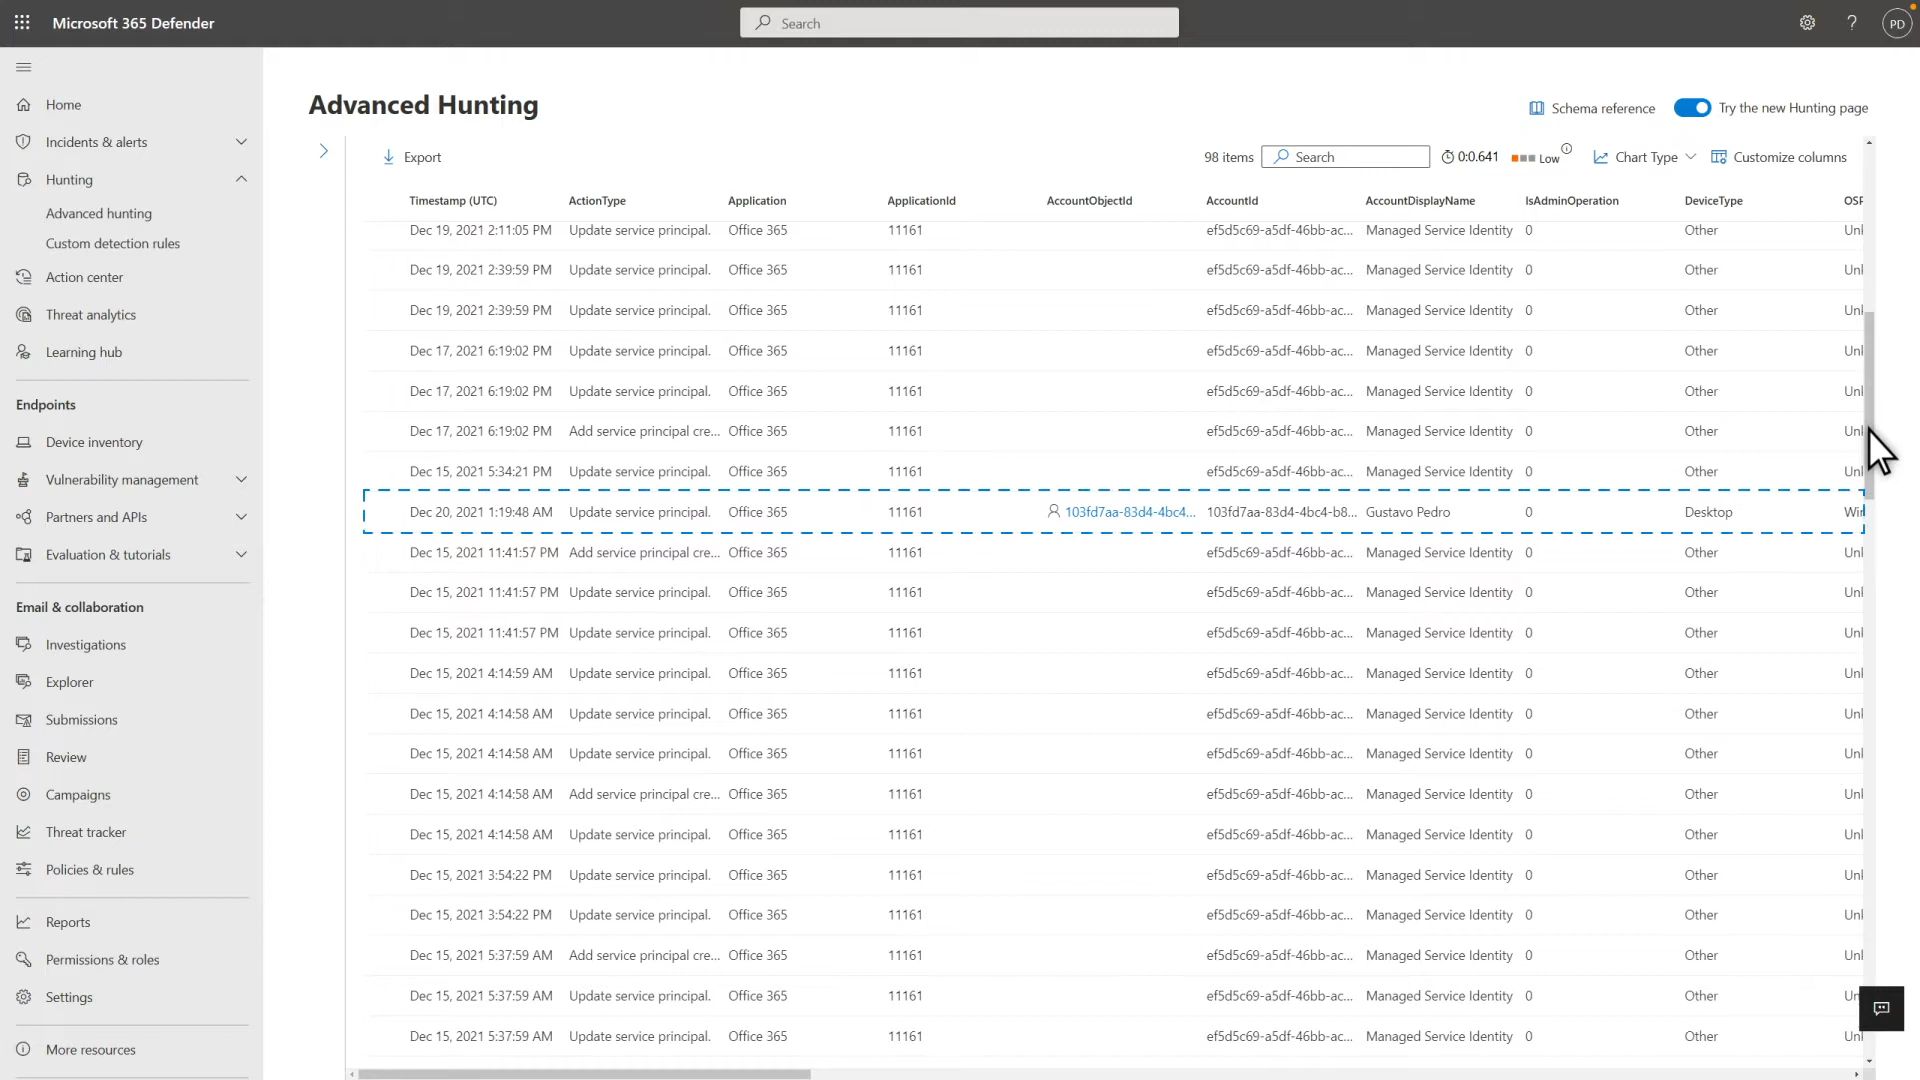 Microsoft 365 Defender
Search
PD
Home
Incidents & alerts
Hunting
Advanced hunting
Custom detection rules
Action center
Threat analytics
Learning hub
Endpoints
Device inventory
Vulnerability management
Partners and APIs
Evaluation & tutorials
Email & collaboration
Investigations
Explorer
Submissions
Review
Campaigns
Threat tracker
Policies & rules
Reports
Permissions & roles
Settings
More resources
Advanced Hunting
Schema reference Try the new Hunting page
Export 98 items Search 0:0.641 Low Chart Type Customize columns
Timestamp (UTC) ActionType Application ApplicationId AccountObjectId AccountId AccountDisplayName IsAdminOperation DeviceType OSP
Dec 19, 2021 2:11:05 PM Update service principal. Office 365 11161 ef5d5c69-a5df-46bb-ac... Managed Service Identity 0 Other Unk
Dec 19, 2021 2:39:59 PM Update service principal. Office 365 11161 ef5d5c69-a5df-46bb-ac... Managed Service Identity 0 Other Unk
Dec 19, 2021 2:39:59 PM Update service principal. Office 365 11161 ef5d5c69-a5df-46bb-ac... Managed Service Identity 0 Other Unk
Dec 17, 2021 6:19:02 PM Update service principal. Office 365 11161 ef5d5c69-a5df-46bb-ac... Managed Service Identity 0 Other Unk
Dec 17, 2021 6:19:02 PM Update service principal. Office 365 11161 ef5d5c69-a5df-46bb-ac... Managed Service Identity 0 Other Unk
Dec 17, 2021 6:19:02 PM Add service principal cre... Office 365 11161 ef5d5c69-a5df-46bb-ac... Managed Service Identity 0 Other Unk
Dec 15, 2021 5:34:21 PM Update service principal. Office 365 11161 ef5d5c69-a5df-46bb-ac... Managed Service Identity 0 Other Unk
Dec 20, 2021 1:19:48 AM Update service principal. Office 365 11161 103fd7aa-83d4-4bc4... 103fd7aa-83d4-4bc4-b8... Gustavo Pedro 0 Desktop Win
Dec 15, 2021 11:41:57 PM Add service principal cre... Office 365 11161 ef5d5c69-a5df-46bb-ac... Managed Service Identity 0 Other Unk
Dec 15, 2021 11:41:57 PM Update service principal. Office 365 11161 ef5d5c69-a5df-46bb-ac... Managed Service Identity 0 Other Unk
Dec 15, 2021 11:41:57 PM Update service principal. Office 365 11161 ef5d5c69-a5df-46bb-ac... Managed Service Identity 0 Other Unk
Dec 15, 2021 4:14:59 AM Update service principal. Office 365 11161 ef5d5c69-a5df-46bb-ac... Managed Service Identity 0 Other Unk
Dec 15, 2021 4:14:58 AM Update service principal. Office 365 11161 ef5d5c69-a5df-46bb-ac... Managed Service Identity 0 Other Unk
Dec 15, 2021 4:14:58 AM Update service principal. Office 365 11161 ef5d5c69-a5df-46bb-ac... Managed Service Identity 0 Other Unk
Dec 15, 2021 4:14:58 AM Add service principal cre... Office 365 11161 ef5d5c69-a5df-46bb-ac... Managed Service Identity 0 Other Unk
Dec 15, 2021 4:14:58 AM Update service principal. Office 365 11161 ef5d5c69-a5df-46bb-ac... Managed Service Identity 0 Other Unk
Dec 15, 2021 3:54:22 PM Update service principal. Office 365 11161 ef5d5c69-a5df-46bb-ac... Managed Service Identity 0 Other Unk
Dec 15, 2021 3:54:22 PM Update service principal. Office 365 11161 ef5d5c69-a5df-46bb-ac... Managed Service Identity 0 Other Unk
Dec 15, 2021 5:37:59 AM Add service principal cre... Office 365 11161 ef5d5c69-a5df-46bb-ac... Managed Service Identity 0 Other Unk
Dec 15, 2021 5:37:59 AM Update service principal. Office 365 11161 ef5d5c69-a5df-46bb-ac... Managed Service Identity 0 Other Un
Dec 15, 2021 5:37:59 AM Update service principal. Office 365 11161 ef5d5c69-a5df-46bb-ac... Managed Service Identity 0 Other Unk